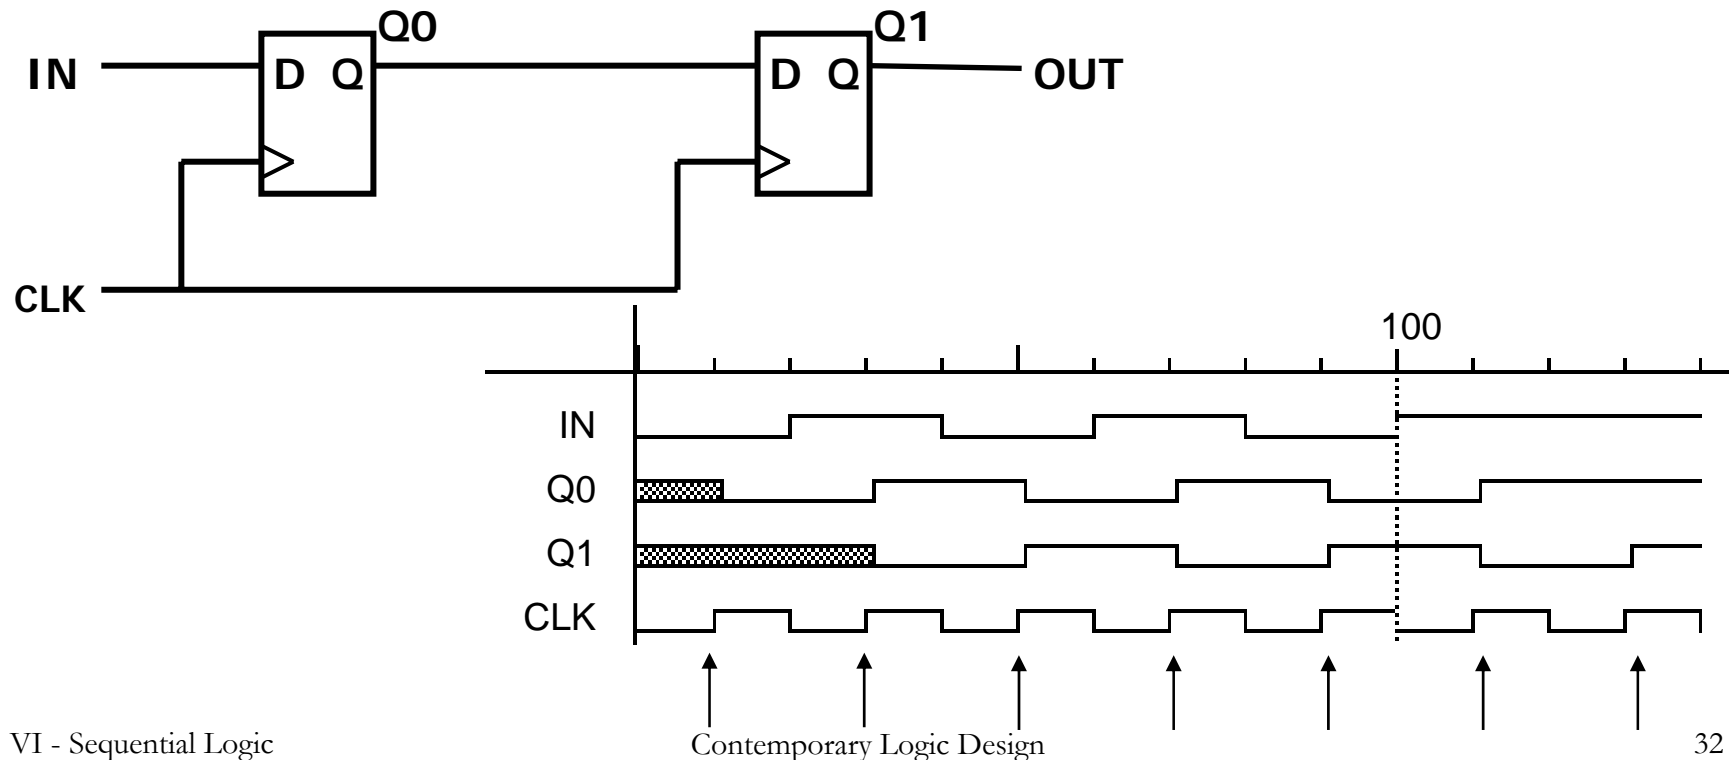 Q0 Q1
IN D Q D Q OUT
CLK
100
IN
Q0
Q1
CLK
VI - Sequential Logic Contemporary Logic Design 32